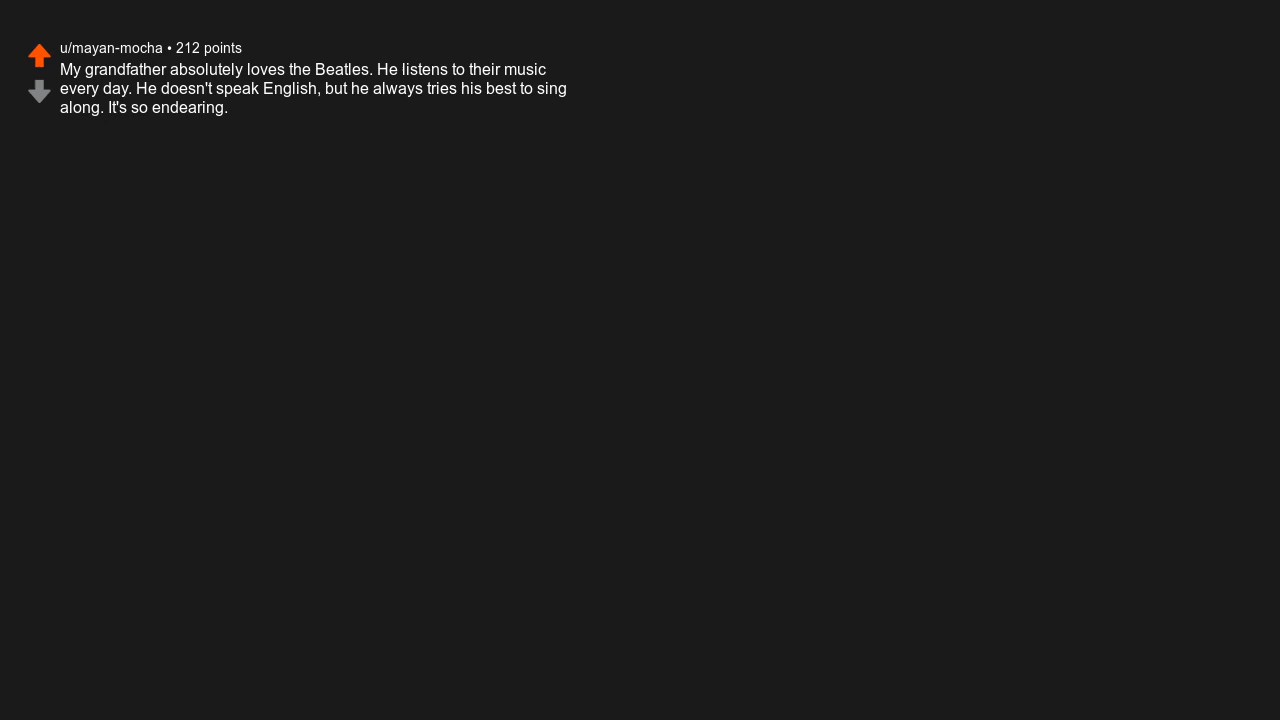 u/mayan-mocha • 212 points
My grandfather absolutely loves the Beatles. He listens to their music
every day. He doesn't speak English, but he always tries his best to sing
along. It's so endearing.